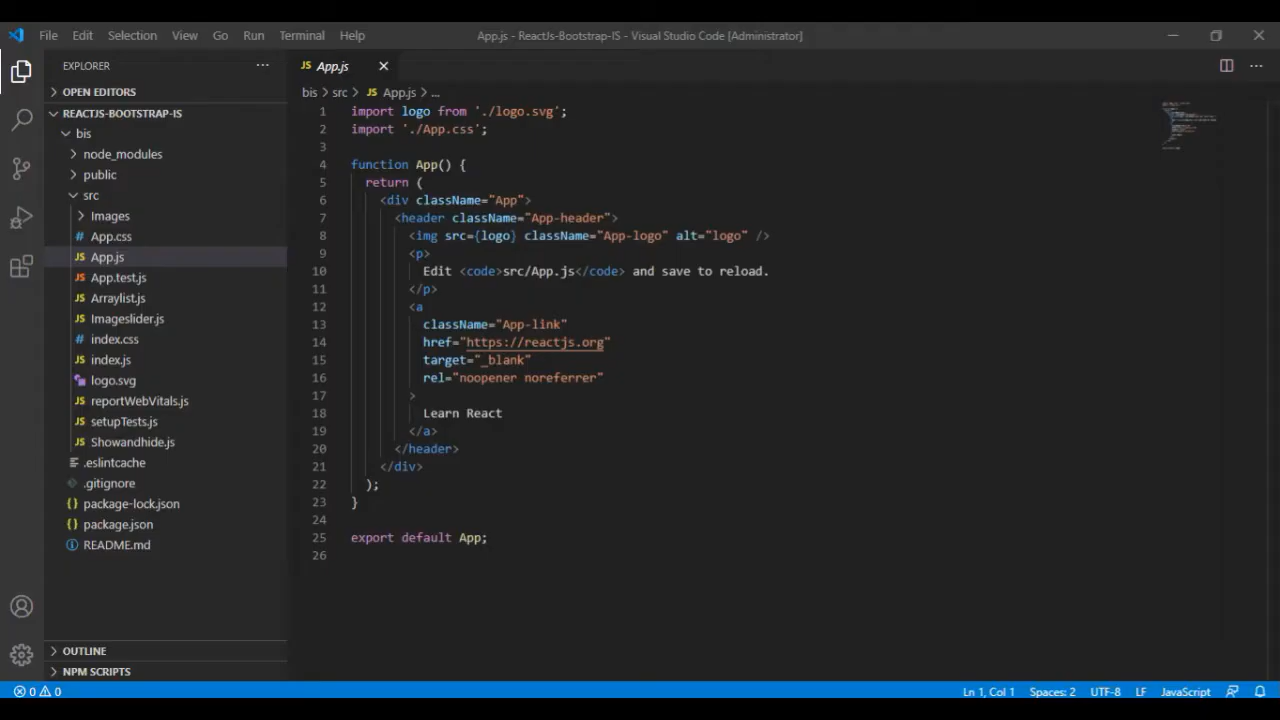 File Edit Selection View Go Run Terminal Help
App.js - ReactJs-Bootstrap-IS - Visual Studio Code [Administrator]
EXPLORER
OPEN EDITORS
REACTJS-BOOTSTRAP-IS
bis
node_modules
public
src
Images
# App.css
JS App.js
JS App.test.js
JS Arraylist.js
JS Imageslider.js
# index.css
JS index.js
logo.svg
JS reportWebVitals.js
JS setupTests.js
JS Showandhide.js
.eslintcache
.gitignore
{} package-lock.json
{} package.json
README.md
OUTLINE
NPM SCRIPTS
JS App.js
bis > src > JS App.js > ...
1 import logo from './logo.svg';
2 import './App.css';
3
4 function App() {
5 return (
6 <div className="App">
7 <header className="App-header">
8 <img src={logo} className="App-logo" alt="logo" />
9 <p>
10 Edit <code>src/App.js</code> and save to reload.
11 </p>
12 <a
13 className="App-link"
14 href="https://reactjs.org"
15 target="_blank"
16 rel="noopener noreferrer"
17 >
18 Learn React
19 </a>
20 </header>
21 </div>
22 );
23 }
24
25 export default App;
26
0 0
Ln 1, Col 1 Spaces: 2 UTF-8 LF JavaScript